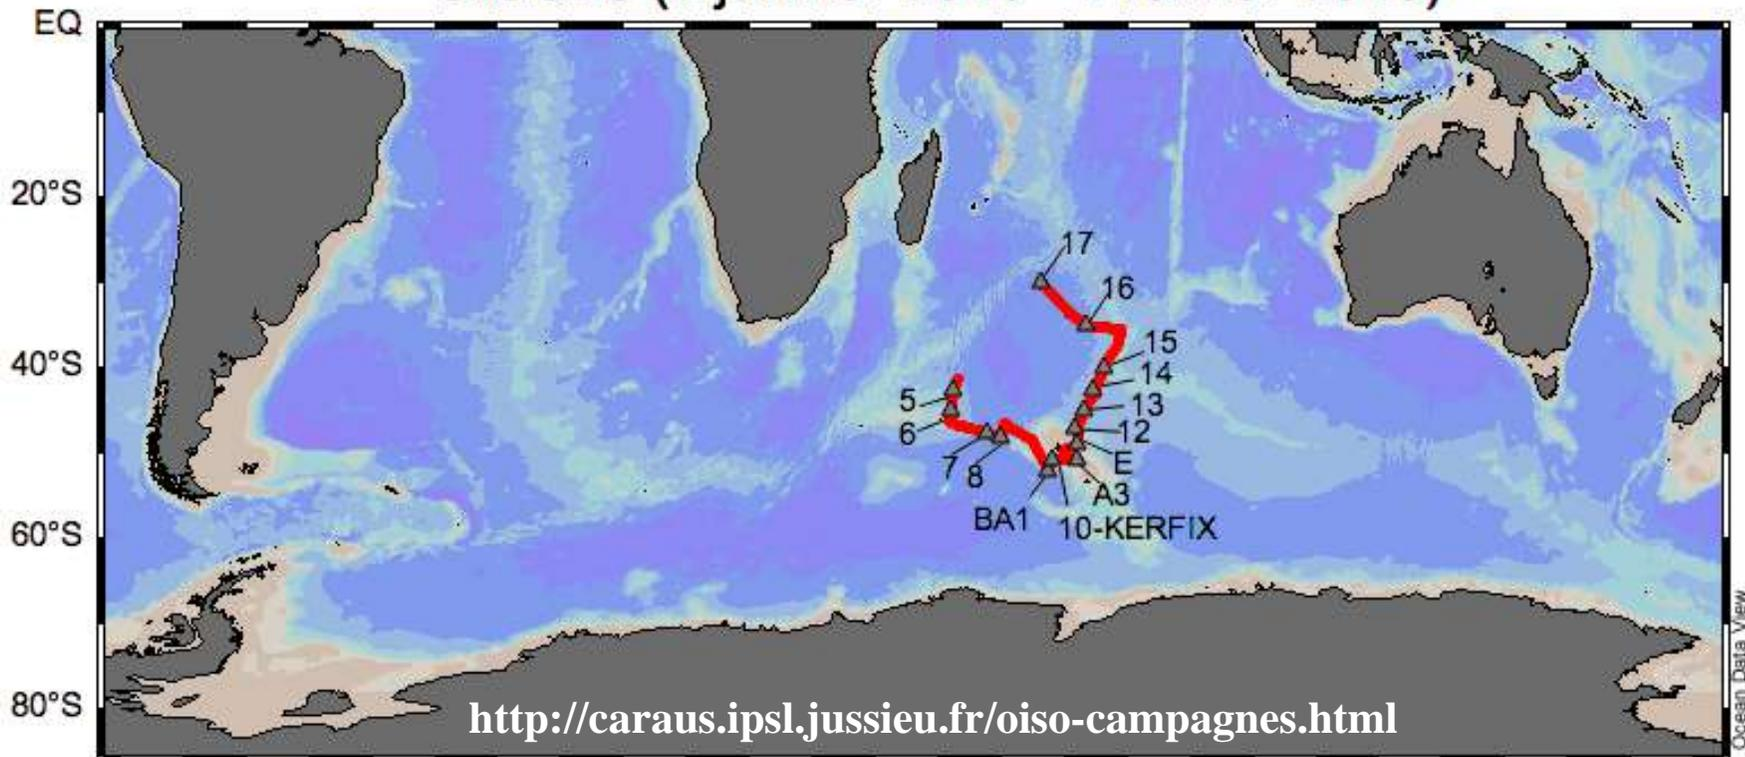 EQ
20°S
40°S
60°S
80°S
17
16
15
14
13
12
E
A3
5
6
7
8
BA1
10-KERFIX
http://caraus.ipsl.jussieu.fr/oiso-campagnes.html
Ocean Data View